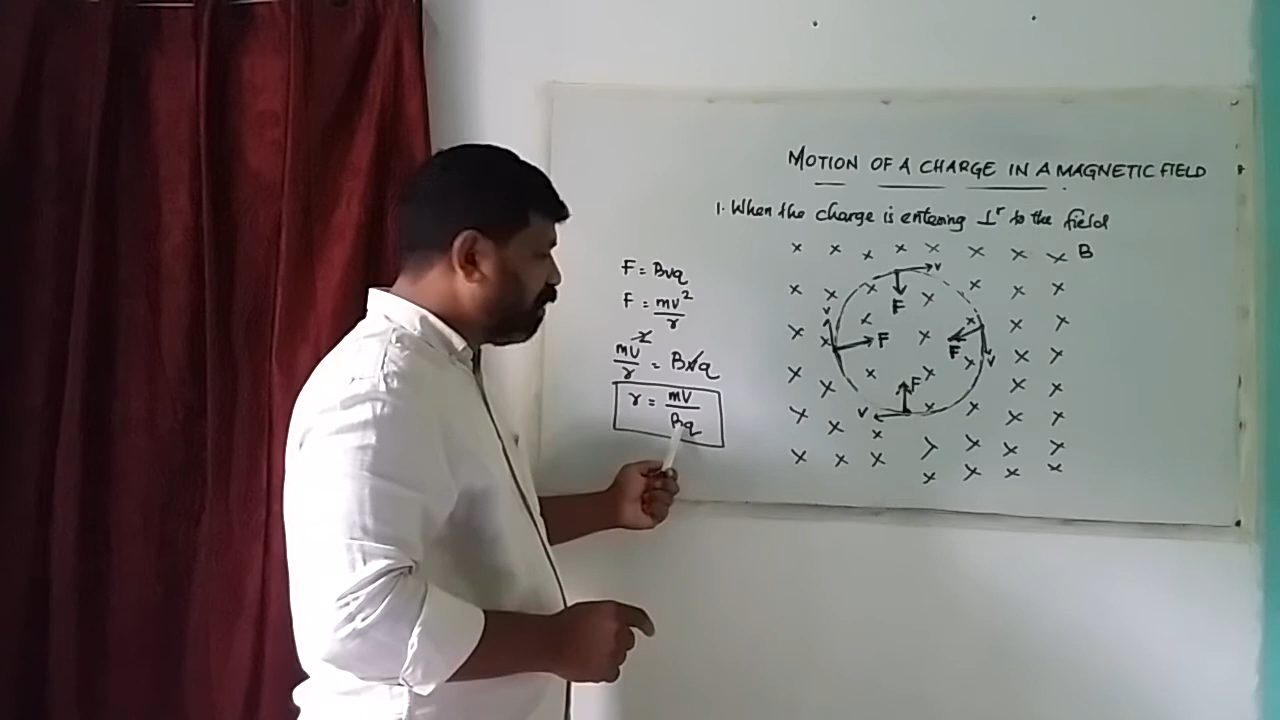 MOTION OF A CHARGE IN A MAGNETIC FIELD
1. When the charge is entering ⊥ʳ to the field
F = Bvq
F = mv²/r
mv²/r = Bvq
r = mv/Bq
× × × × × × × × B
v
F
v
F
F
v
F
v